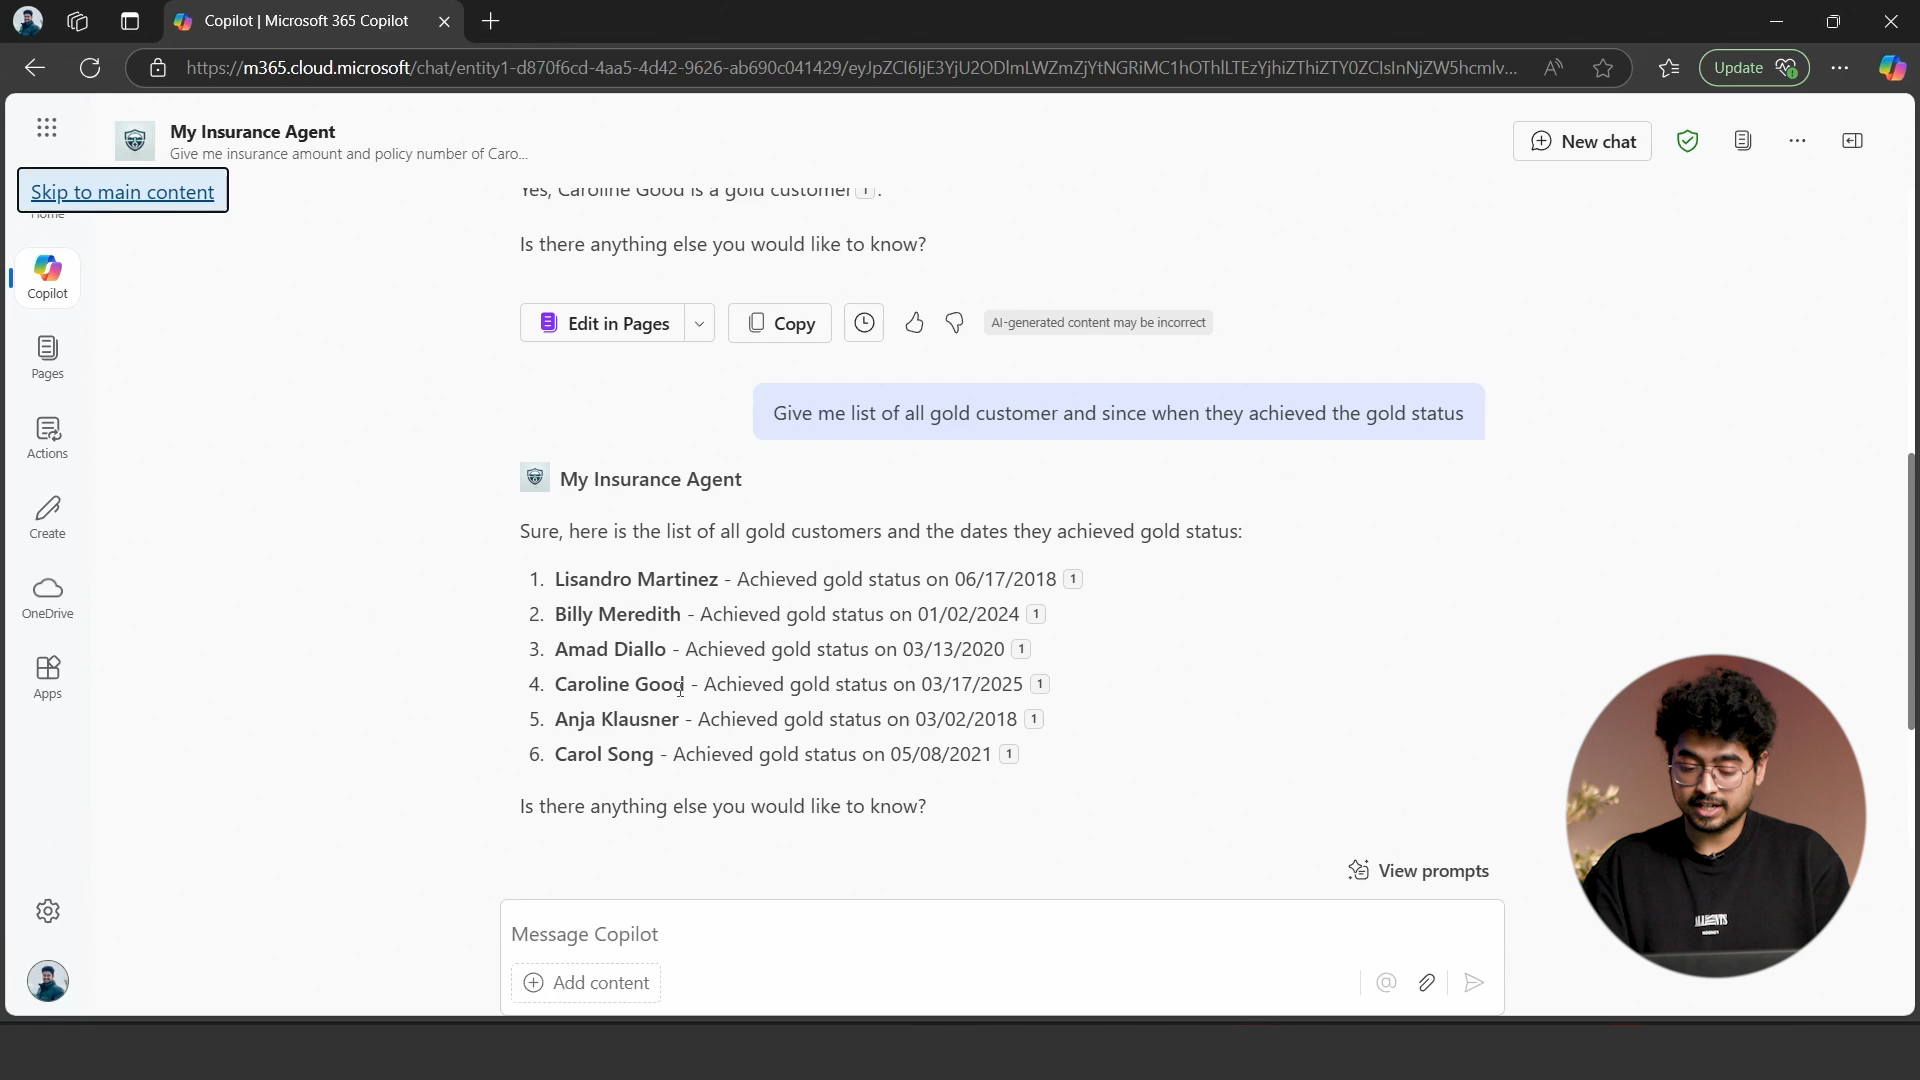 Copilot | Microsoft 365 Copilot
https://m365.cloud.microsoft/chat/entity1-d870f6cd-4aa5-4d42-9626-ab690c041429/eyJpZCI6IjE3YjU2ODlmLWZmZjYtNGRiMC1hOThlLTEzYjhiZThiZTY0ZCIsInNjZW5hcmlv...
Update
My Insurance Agent
Give me insurance amount and policy number of Caro...
New chat
Skip to main content
Home
Copilot
Pages
Actions
Create
OneDrive
Apps
Yes, Caroline Good is a gold customer 1 .
Is there anything else you would like to know?
Edit in Pages
Copy
AI-generated content may be incorrect
Give me list of all gold customer and since when they achieved the gold status
My Insurance Agent
Sure, here is the list of all gold customers and the dates they achieved gold status:
1. Lisandro Martinez - Achieved gold status on 06/17/2018 1
2. Billy Meredith - Achieved gold status on 01/02/2024 1
3. Amad Diallo - Achieved gold status on 03/13/2020 1
4. Caroline Good - Achieved gold status on 03/17/2025 1
5. Anja Klausner - Achieved gold status on 03/02/2018 1
6. Carol Song - Achieved gold status on 05/08/2021 1
Is there anything else you would like to know?
View prompts
Message Copilot
Add content